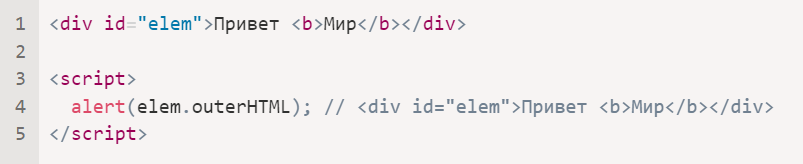 1 <div id="elem">Привет <b>Мир</b></div>
2
3 <script>
4   alert(elem.outerHTML); // <div id="elem">Привет <b>Мир</b></div>
5 </script>